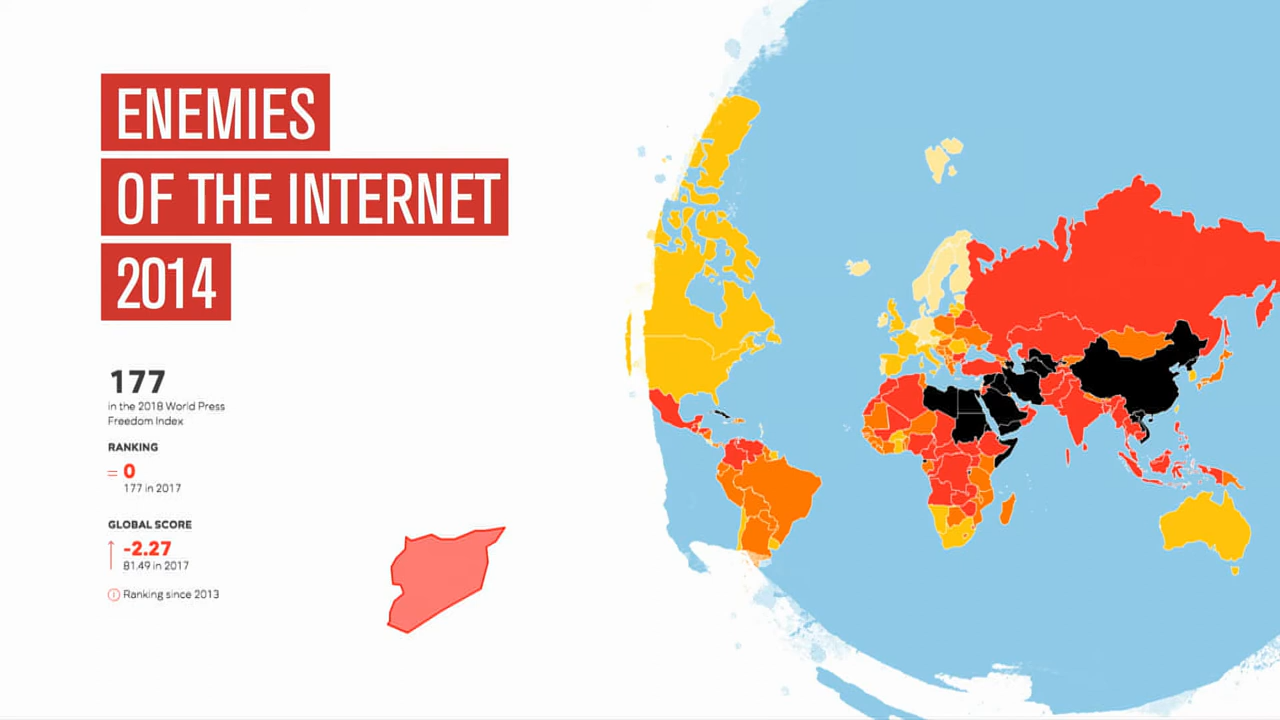 ENEMIES
OF THE INTERNET
2014
177
in the 2018 World Press
Freedom Index
RANKING
= 0
177 in 2017
GLOBAL SCORE
-2.27
81.49 in 2017
Ranking since 2013